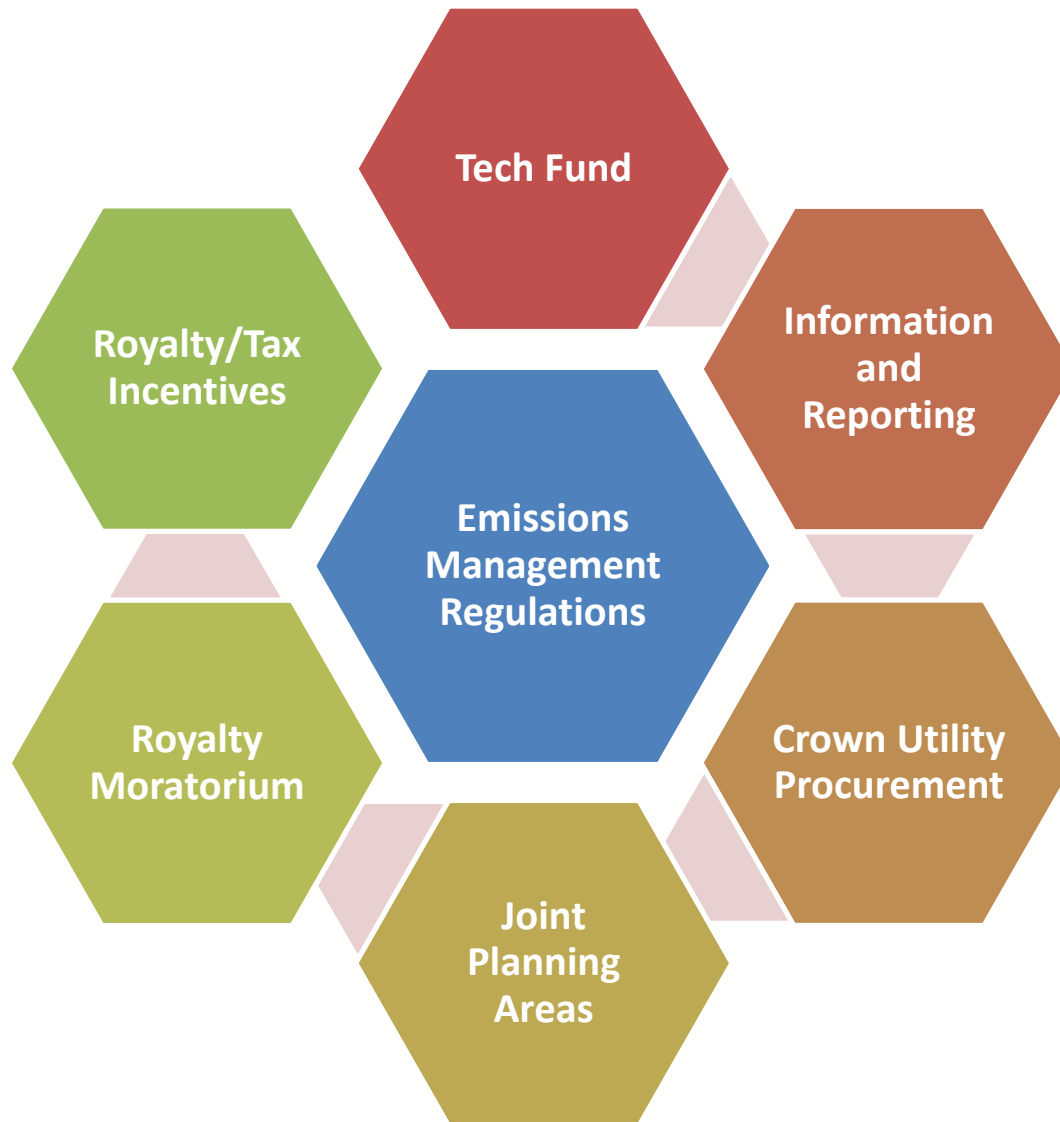 Tech Fund
Information
and
Reporting
Royalty/Tax
Incentives
Emissions
Management
Regulations
Royalty
Moratorium
Crown Utility
Procurement
Joint
Planning
Areas